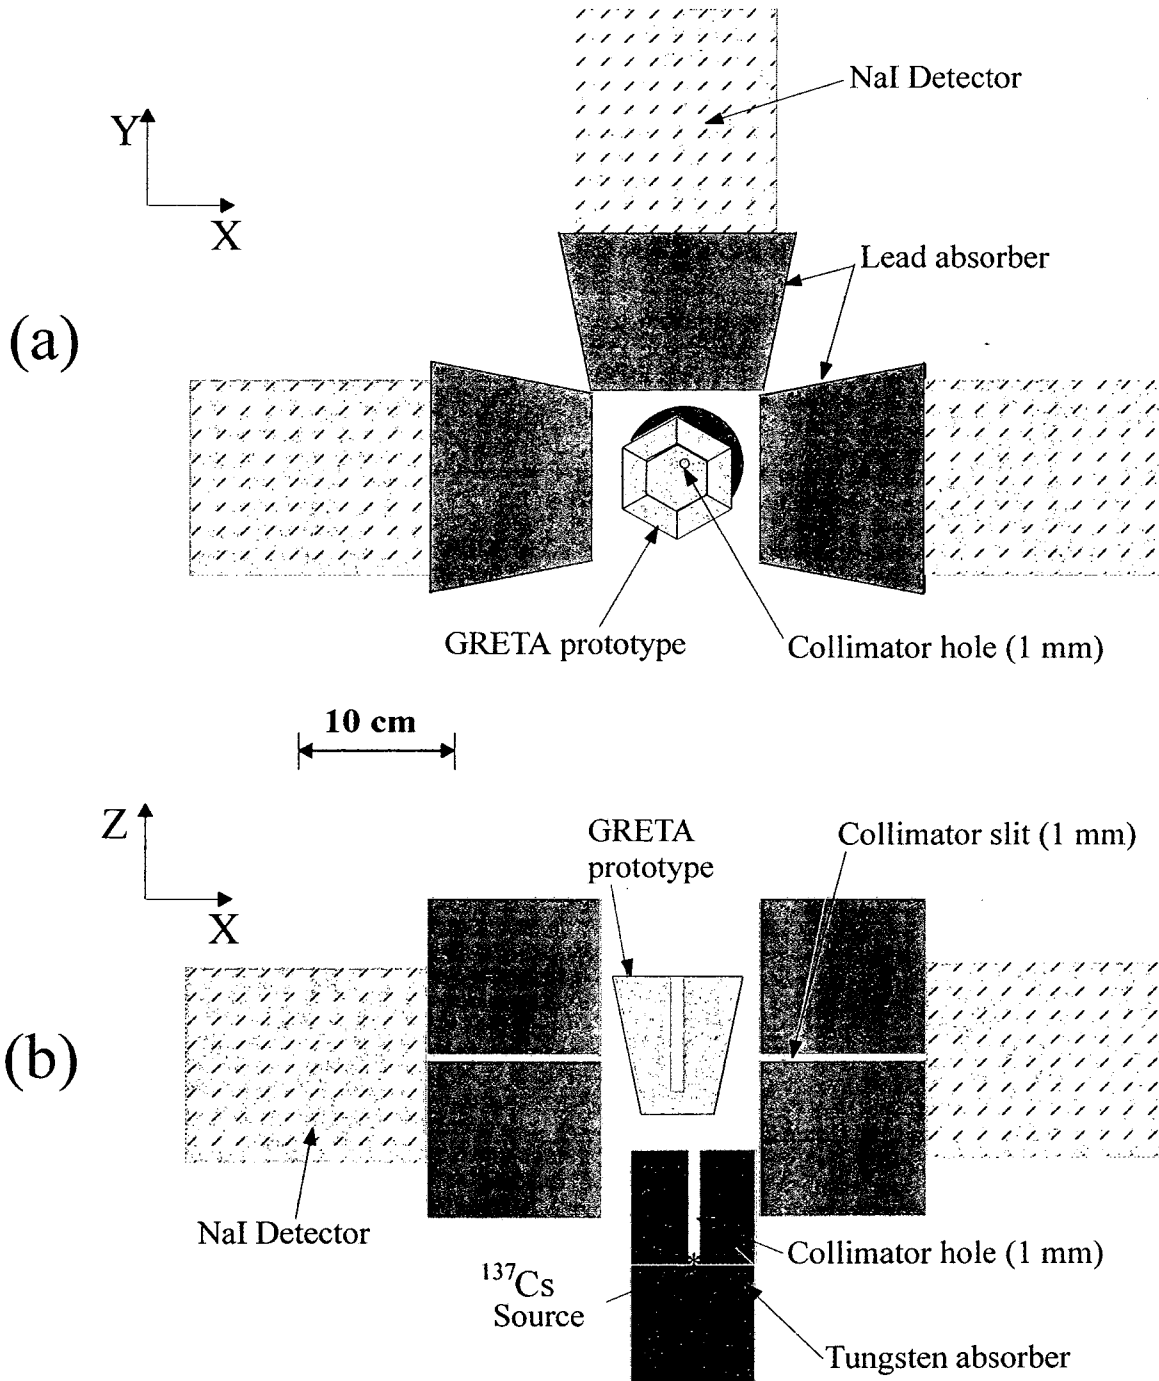 NaI Detector
Y
X
Lead absorber
(a)
GRETA prototype
Collimator hole (1 mm)
10 cm
Z
X
GRETA
prototype
Collimator slit (1 mm)
(b)
NaI Detector
Collimator hole (1 mm)
137Cs
Source
Tungsten absorber